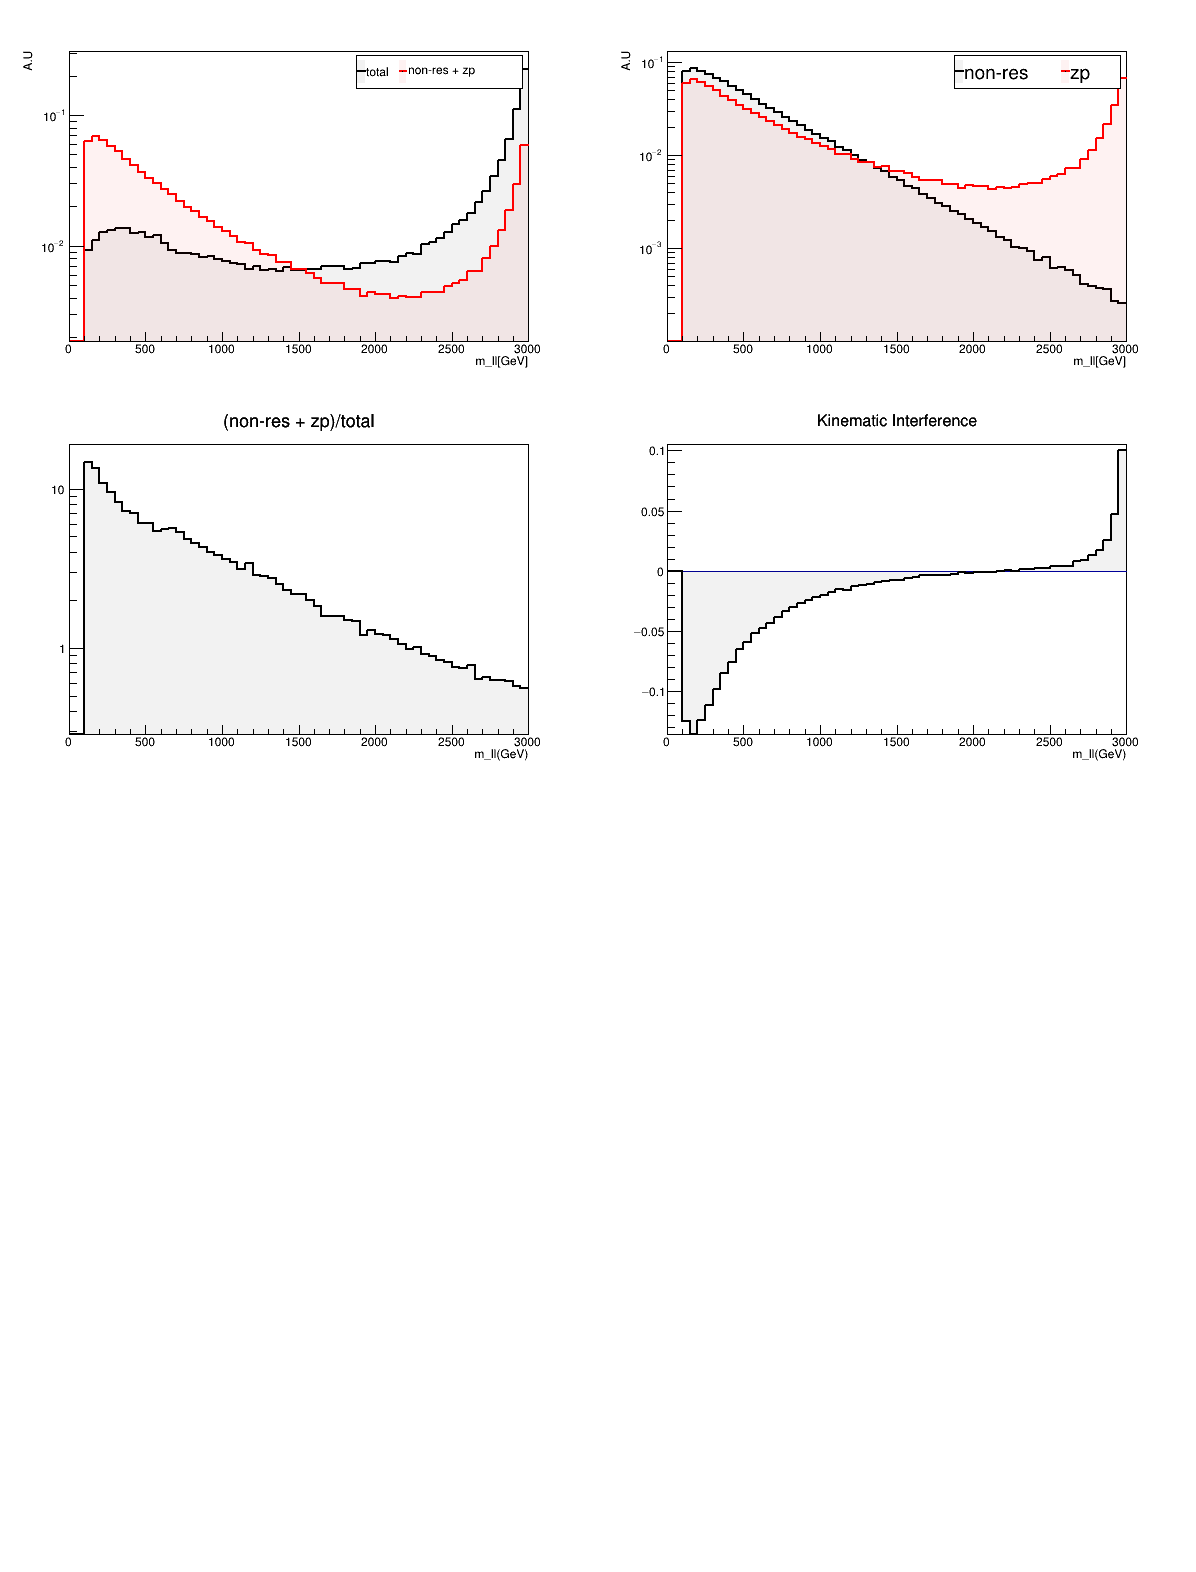 A.U
total
non-res + zp
10⁻¹
10⁻²
0 500 1000 1500 2000 2500 3000
m_ll[GeV]
A.U
non-res
zp
10⁻¹
10⁻²
10⁻³
0 500 1000 1500 2000 2500 3000
m_ll[GeV]
(non-res + zp)/total
10
1
0 500 1000 1500 2000 2500 3000
m_ll(GeV)
Kinematic Interference
0.1
0.05
0
−0.05
−0.1
0 500 1000 1500 2000 2500 3000
m_ll(GeV)